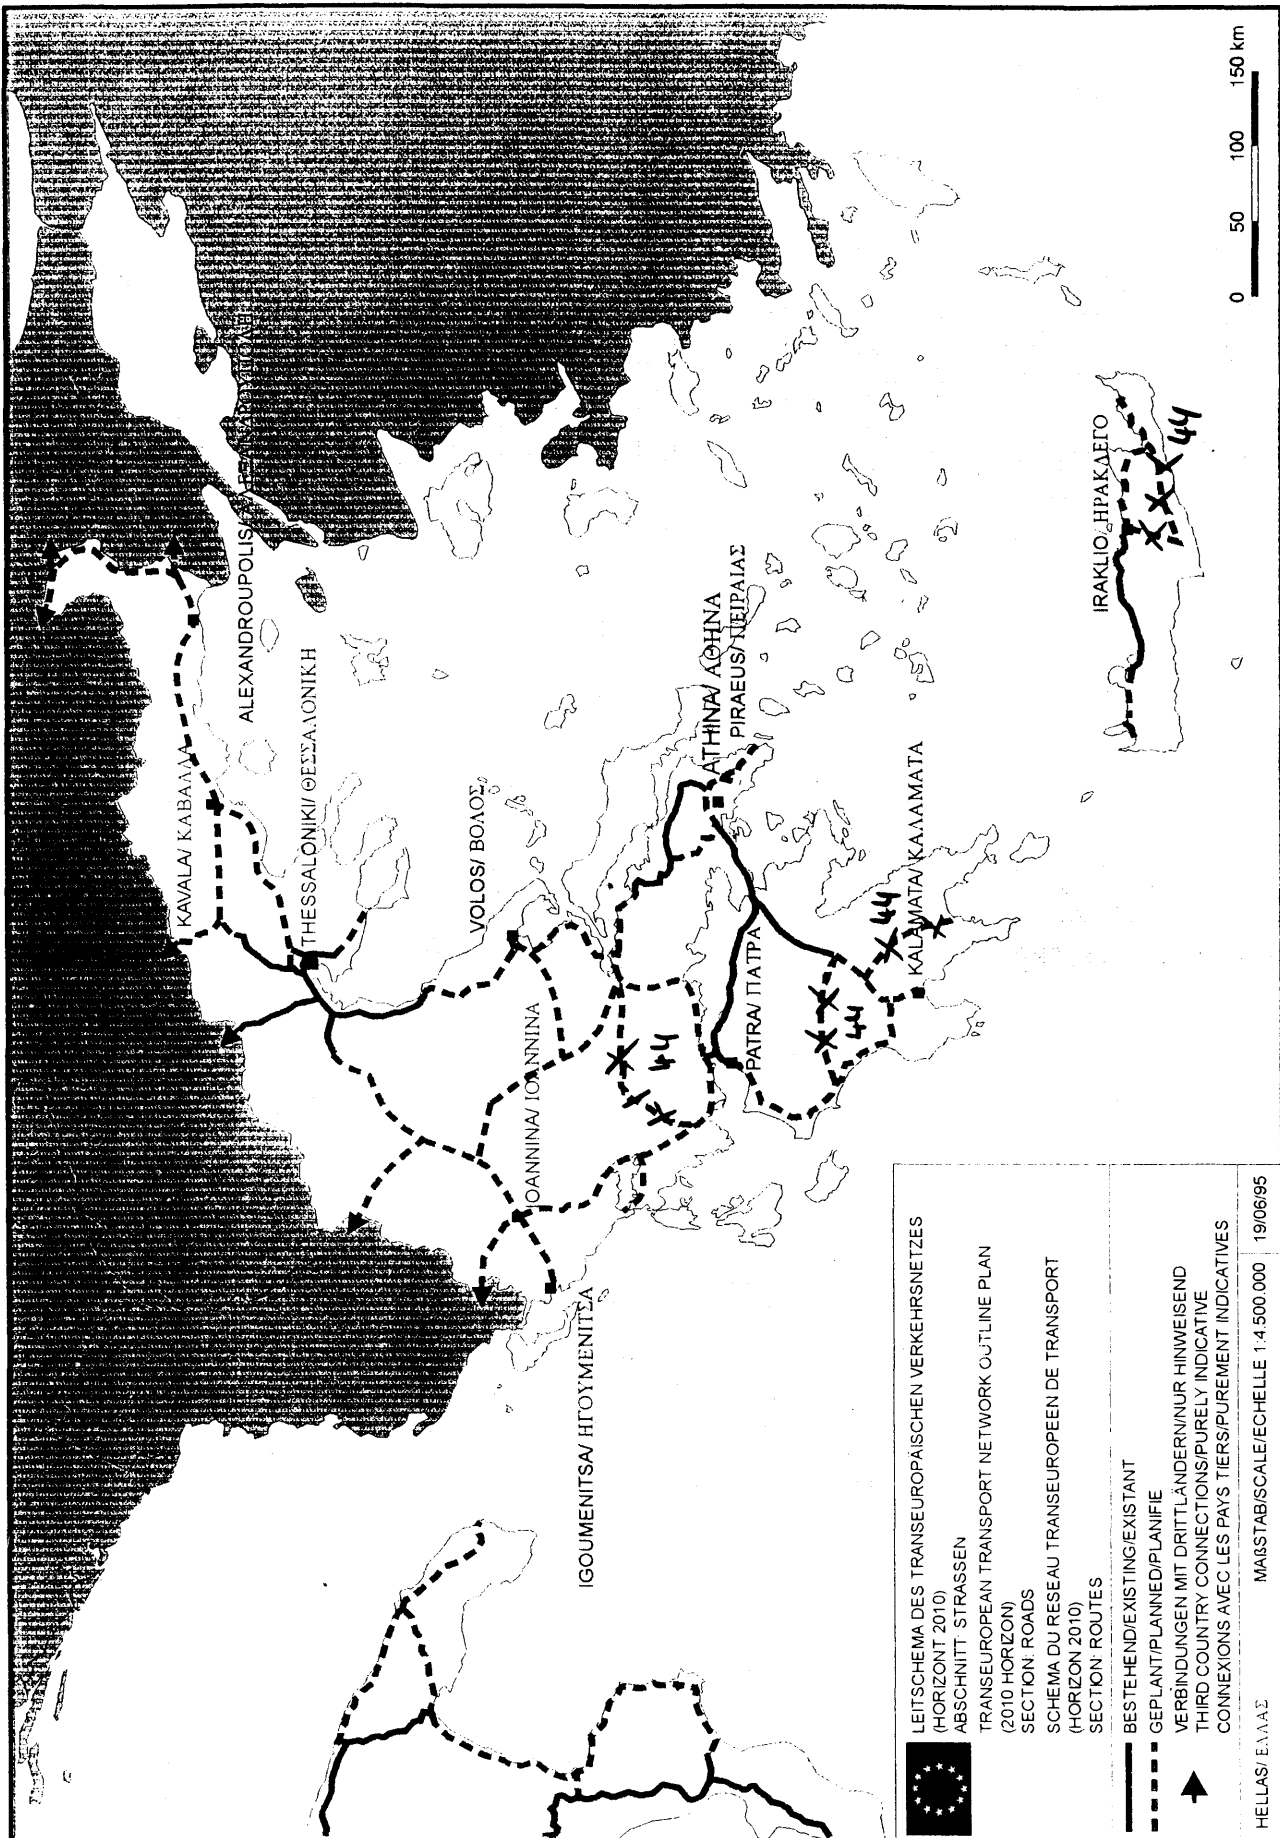 KAVALA/ ΚΑΒΑΛΛΑ
ALEXANDROUPOLIS/
THESSALONIKI/ ΘΕΣΣΑΛΟΝΙΚΗ
VOLOS/ ΒΟΛΟΣ
IOANNINA/ ΙΟΑΝΝΙΝΑ
IGOUMENITSA/ ΗΓΟΥΜΕΝΙΤΣΑ
44
ATHINA/ ΑΘΗΝΑ
PIRAEUS/ ΠΕΙΡΑΙΑΣ
PATRA/ ΠΑΤΡΑ
44
44
KALAMATA/ ΚΑΛΑΜΑΤΑ
IRAKLIO/ ΗΡΑΚΛΕΓΟ
44
0 50 100 150 km
LEITSCHEMA DES TRANSEUROPÄISCHEN VERKEHRSNETZES
(HORIZONT 2010)
ABSCHNITT: STRASSEN
TRANSEUROPEAN TRANSPORT NETWORK OUTLINE PLAN
(2010 HORIZON)
SECTION: ROADS
SCHEMA DU RESEAU TRANSEUROPEEN DE TRANSPORT
(HORIZON 2010)
SECTION: ROUTES
BESTEHEND/EXISTING/EXISTANT
GEPLANT/PLANNED/PLANIFIE
VERBINDUNGEN MIT DRITTLÄNDERN/NUR HINWEISEND
THIRD COUNTRY CONNECTIONS/PURELY INDICATIVE
CONNEXIONS AVEC LES PAYS TIERS/PUREMENT INDICATIVES
HELLAS/ ΕΛΛΑΣ MAßSTAB/SCALE/ECHELLE 1:4.500.000 19/06/95